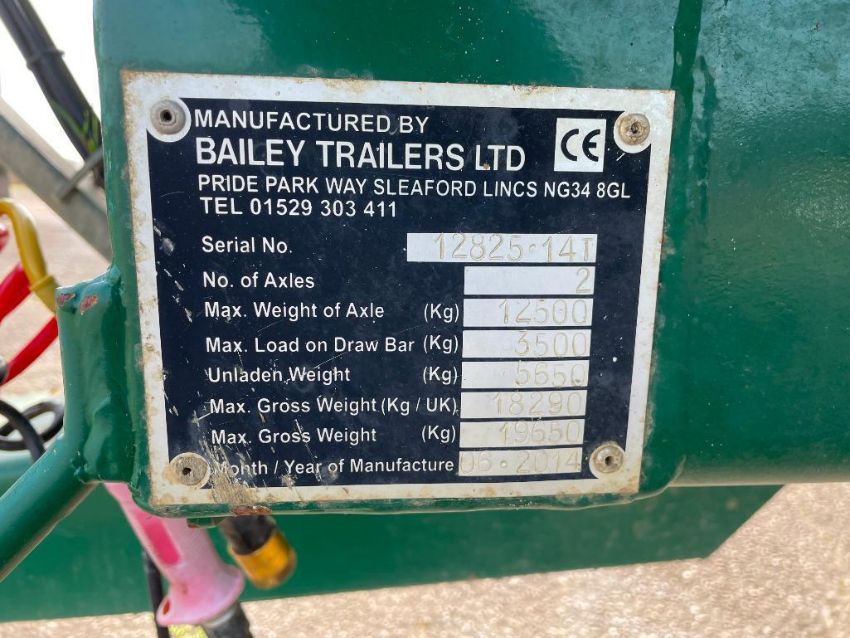 MANUFACTURED BY
BAILEY TRAILERS LTD
CE
PRIDE PARK WAY SLEAFORD LINCS NG34 8GL
TEL 01529 303 411
Serial No. 12825·14T
No. of Axles 2
Max. Weight of Axle (Kg) 12500
Max. Load on Draw Bar (Kg) 3500
Unladen Weight (Kg) 5650
Max. Gross Weight (Kg / UK) 18290
Max. Gross Weight (Kg) 19650
Month / Year of Manufacture 06·2014